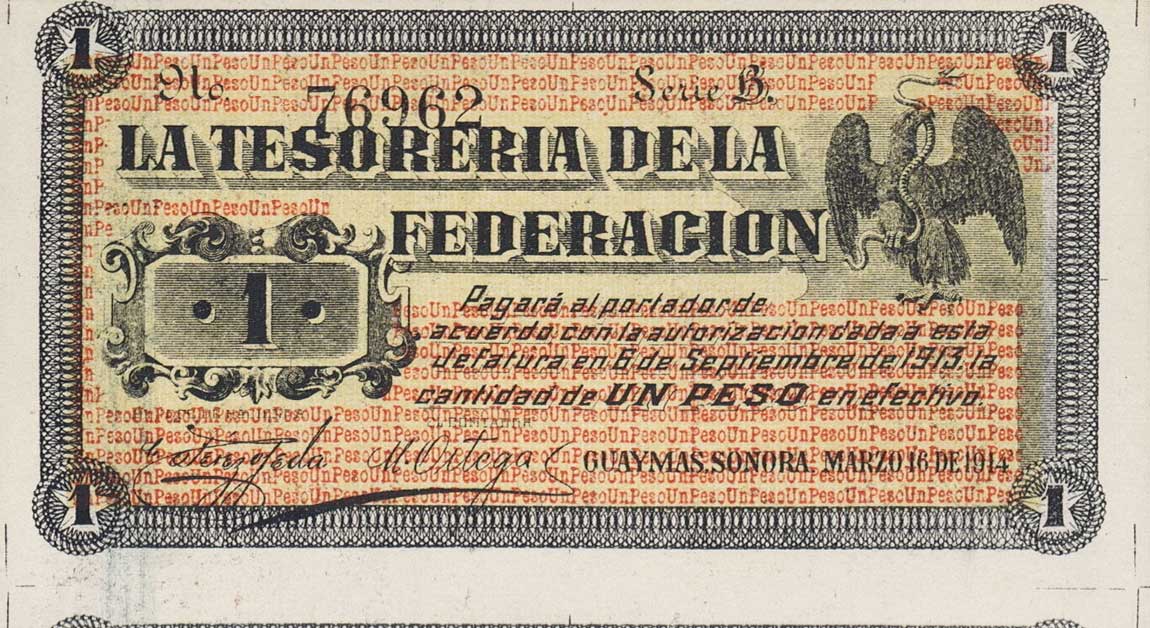 1 1
No 76962 Serie B.
LA TESORERIA DE LA
FEDERACION
1
Pagará al portador de
acuerdo con la autorización dada a esta
Jefatura en 6 de Septiembre de 1913. la
cantidad de UN PESO en efectivo.
EL CONTADOR
M. Ortega GUAYMAS, SONORA, MARZO 16 DE 1914
1 1